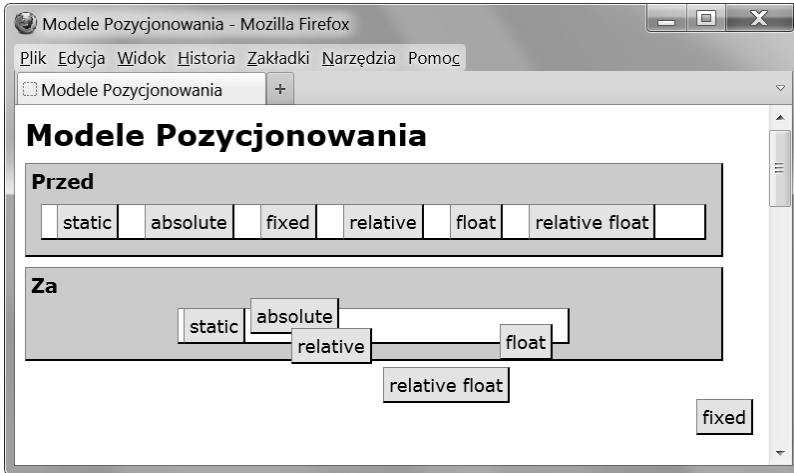 Modele Pozycjonowania - Mozilla Firefox
Plik Edycja Widok Historia Zakładki Narzędzia Pomoc
Modele Pozycjonowania +
Modele Pozycjonowania
Przed
static absolute fixed relative float relative float
Za
absolute
static
relative
float
relative float
fixed